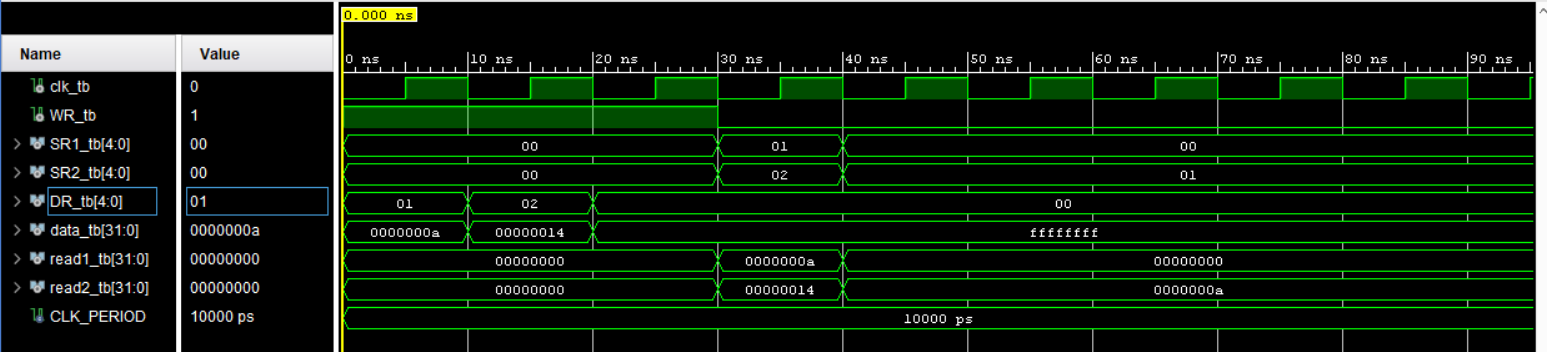 0.000 ns
Name Value
0 ns 10 ns 20 ns 30 ns 40 ns 50 ns 60 ns 70 ns 80 ns 90 ns
clk_tb 0
WR_tb 1
SR1_tb[4:0] 00 00 01 00
SR2_tb[4:0] 00 00 02 01
DR_tb[4:0] 01 01 02 00
data_tb[31:0] 0000000a 0000000a 00000014 ffffffff
read1_tb[31:0] 00000000 00000000 0000000a 00000000
read2_tb[31:0] 00000000 00000000 00000014 0000000a
CLK_PERIOD 10000 ps 10000 ps